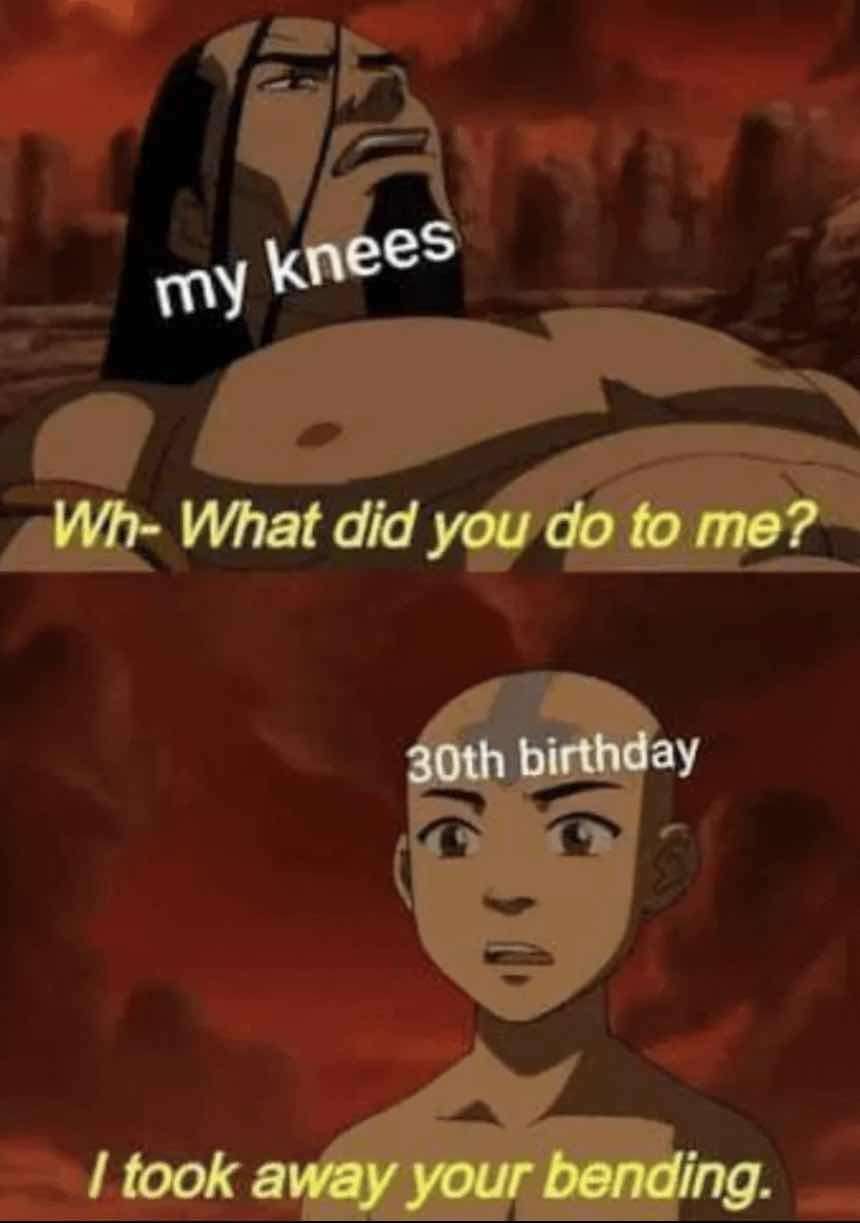 my knees
Wh- What did you do to me?
30th birthday
I took away your bending.